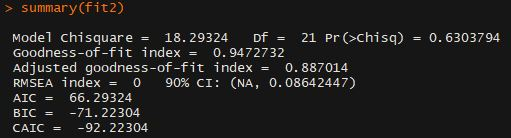 > summary(fit2)
Model Chisquare =  18.29324   Df =  21 Pr(>Chisq) = 0.6303794
Goodness-of-fit index =  0.9472732
Adjusted goodness-of-fit index =  0.887014
RMSEA index =  0   90% CI: (NA, 0.08642447)
AIC =  66.29324
BIC =  -71.22304
CAIC =  -92.22304